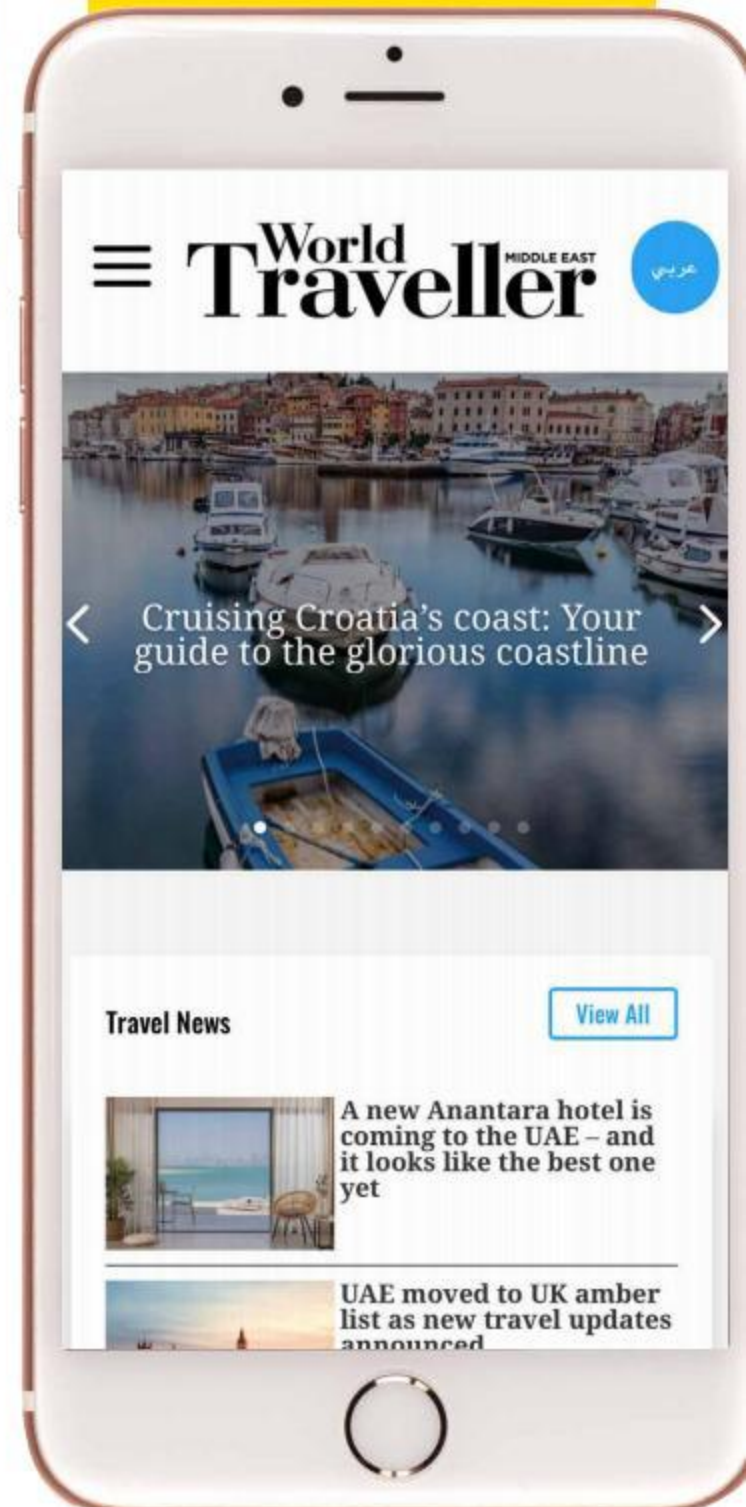 World
Traveller
MIDDLE EAST
عربي
Cruising Croatia’s coast: Your
guide to the glorious coastline
Travel News
View All
A new Anantara hotel is
coming to the UAE – and
it looks like the best one
yet
UAE moved to UK amber
list as new travel updates
announced